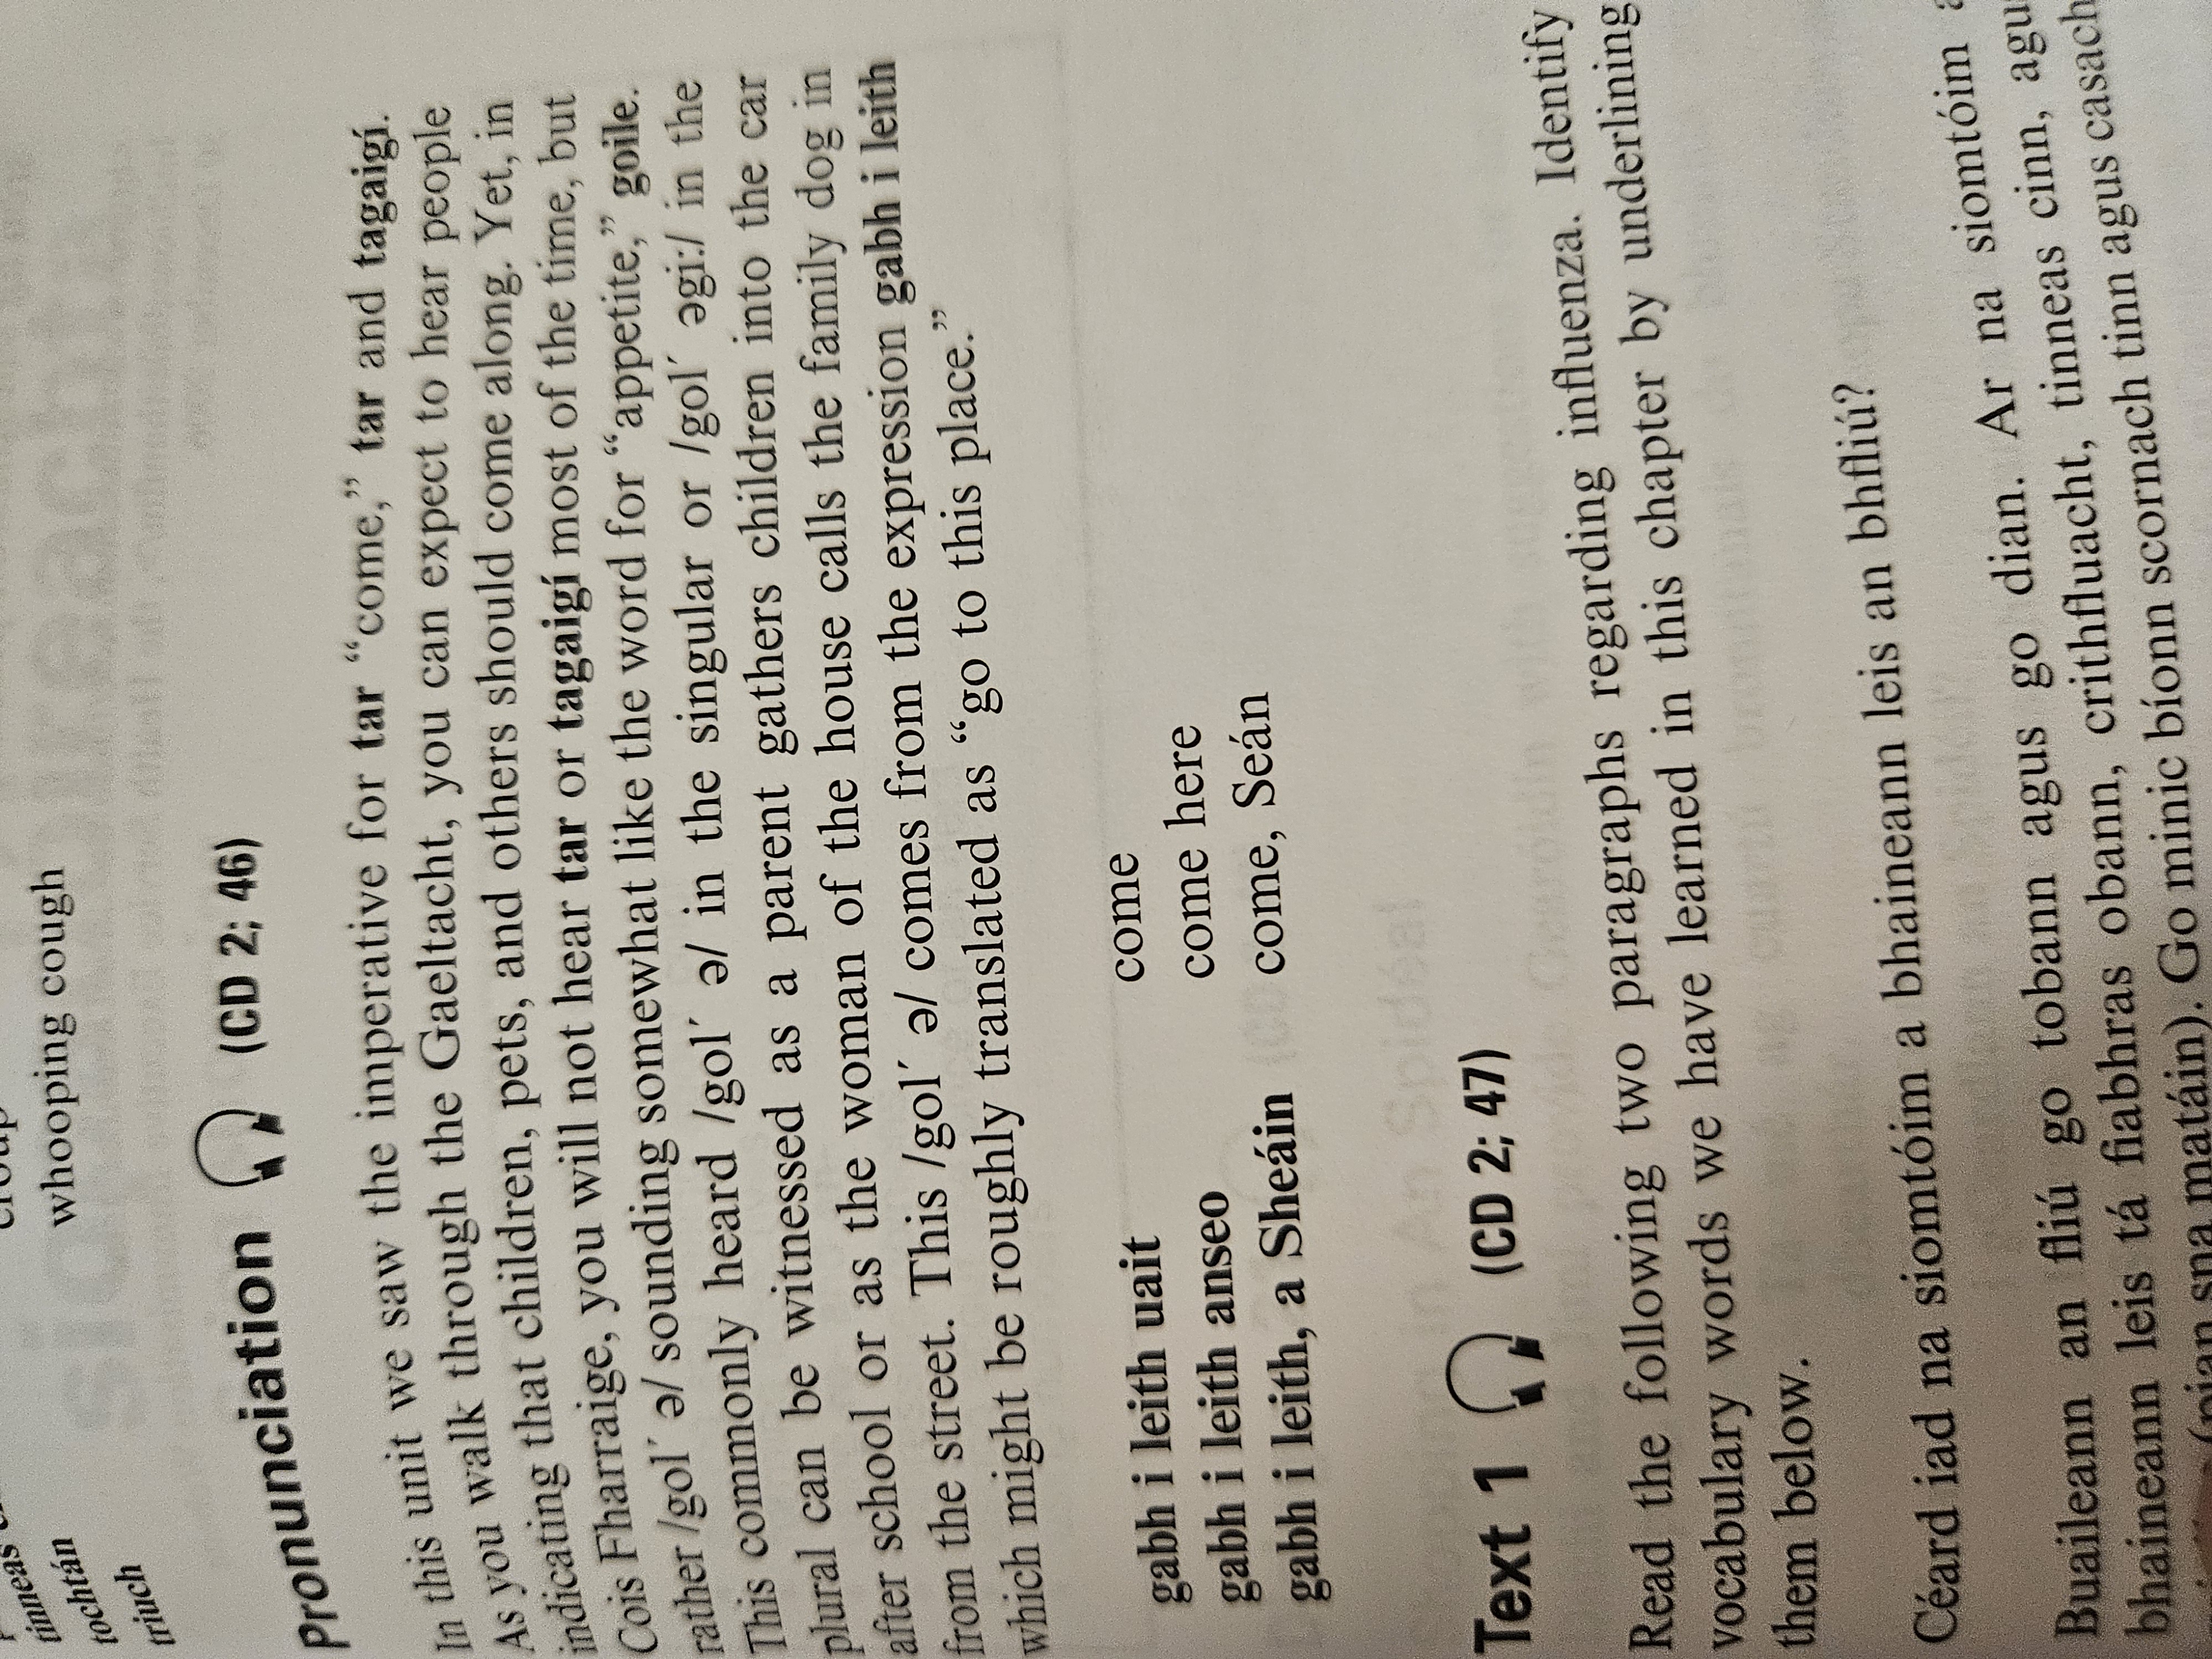 tinneas
tochtán whooping cough
triuch
Pronunciation (CD 2; 46)
In this unit we saw the imperative for tar “come,” tar and tagaigí.
As you walk through the Gaeltacht, you can expect to hear people
indicating that children, pets, and others should come along. Yet, in
Cois Fharraige, you will not hear tar or tagaigí most of the time, but
rather /gol´ ə/ sounding somewhat like the word for “appetite,” goile.
This commonly heard /gol´ ə/ in the singular or /gol´ əgi:/ in the
plural can be witnessed as a parent gathers children into the car
after school or as the woman of the house calls the family dog in
from the street. This /gol´ ə/ comes from the expression gabh i leith
which might be roughly translated as “go to this place.”
gabh i leith uait come
gabh i leith anseo come here
gabh i leith, a Sheáin come, Seán
Text 1 (CD 2; 47)
Read the following two paragraphs regarding influenza. Identify
vocabulary words we have learned in this chapter by underlining
them below.
Céard iad na siomtóim a bhaineann leis an bhfliú?
Buaileann an fliú go tobann agus go dian. Ar na siomtóim a
bhaineann leis tá fiabhras obann, crithfluacht, tinneas cinn, agu
(pian sna matáin). Go minic bíonn scornach tinn agus casach